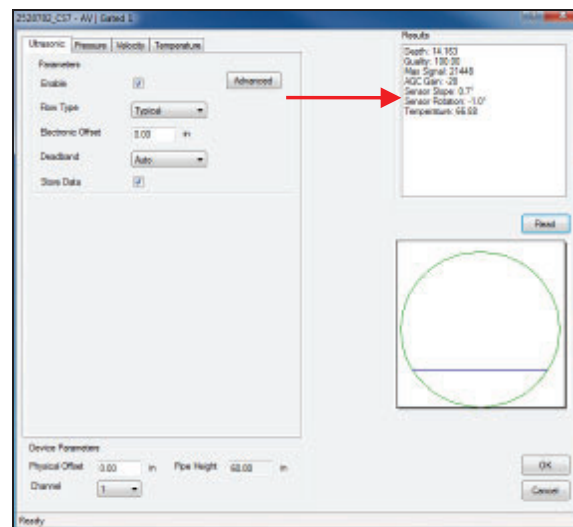 2528702_CS7 - AV | Gated 1
Ultrasonic Pressure Velocity Temperature
Parameters
Enable
Advanced
Flow Type Typical
Electronic Offset 0.00 in
Deadband Auto
Store Data
Results
Depth: 14.163
Quality: 100.00
Max Signal: 21448
AGC Gain: -28
Sensor Slope: 0.7°
Sensor Rotation: -1.0°
Temperature: 66.68
Read
Device Parameters
Physical Offset 0.00 in Pipe Height 60.00 in
Channel 1
OK
Cancel
Ready